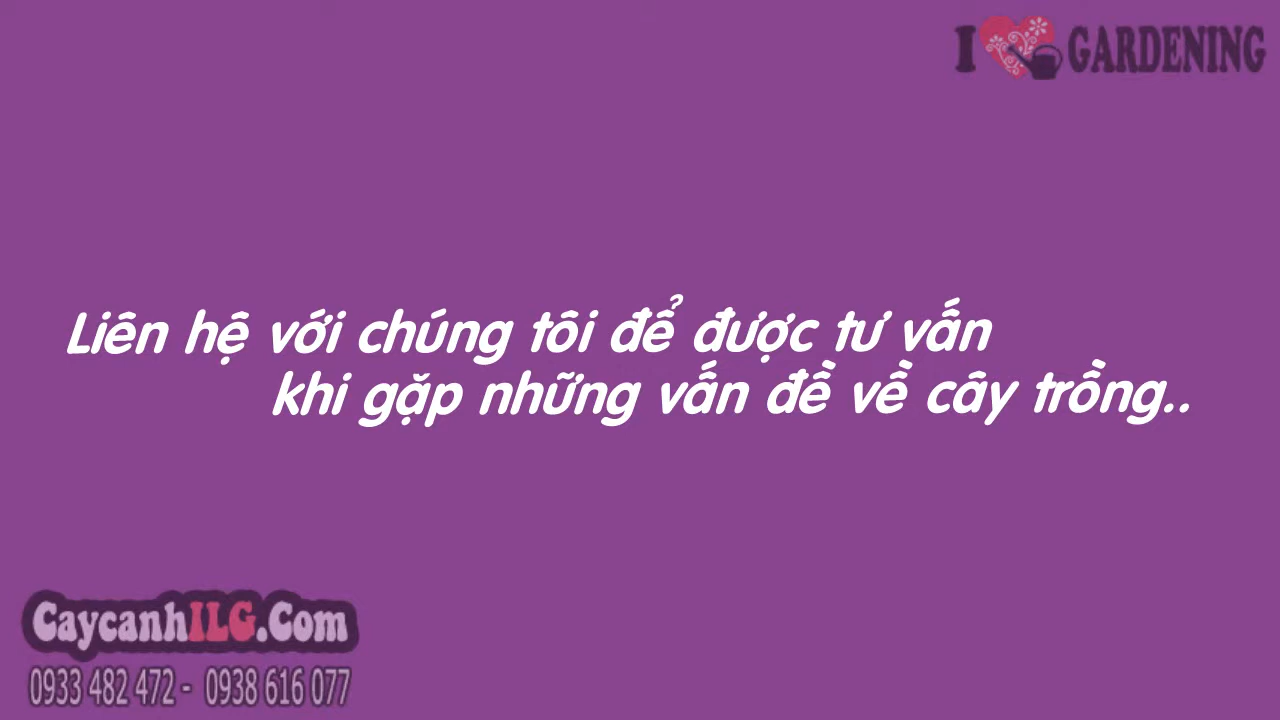 I GARDENING
Liên hệ với chúng tôi để được tư vấn
khi gặp những vấn đề về cây trồng..
CaycanhILG.Com
0933 482 472 - 0938 616 077